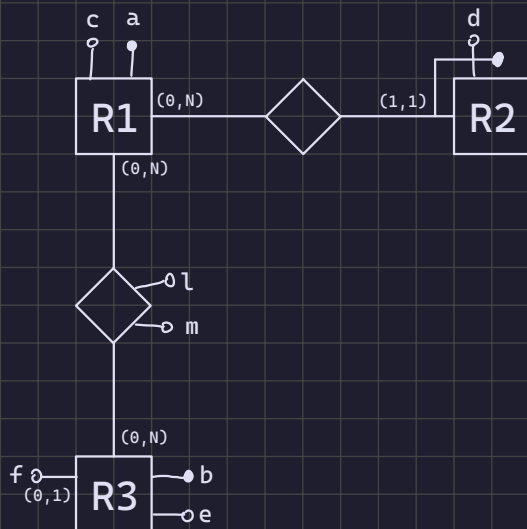 c a d
R1 (0,N) (1,1) R2
(0,N)
l
m
(0,N)
f b
(0,1) R3
e